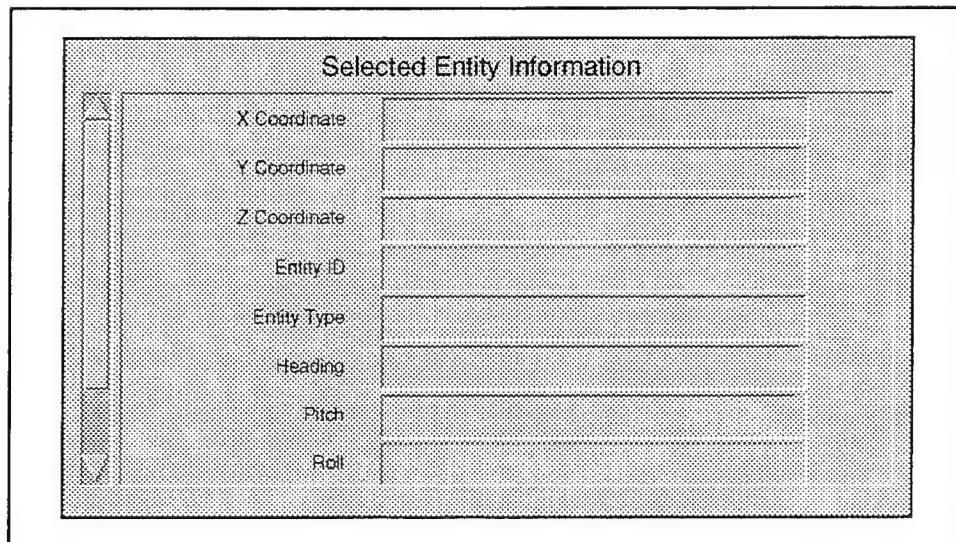 Selected Entity Information
X Coordinate
Y Coordinate
Z Coordinate
Entity ID
Entity Type
Heading
Pitch
Roll